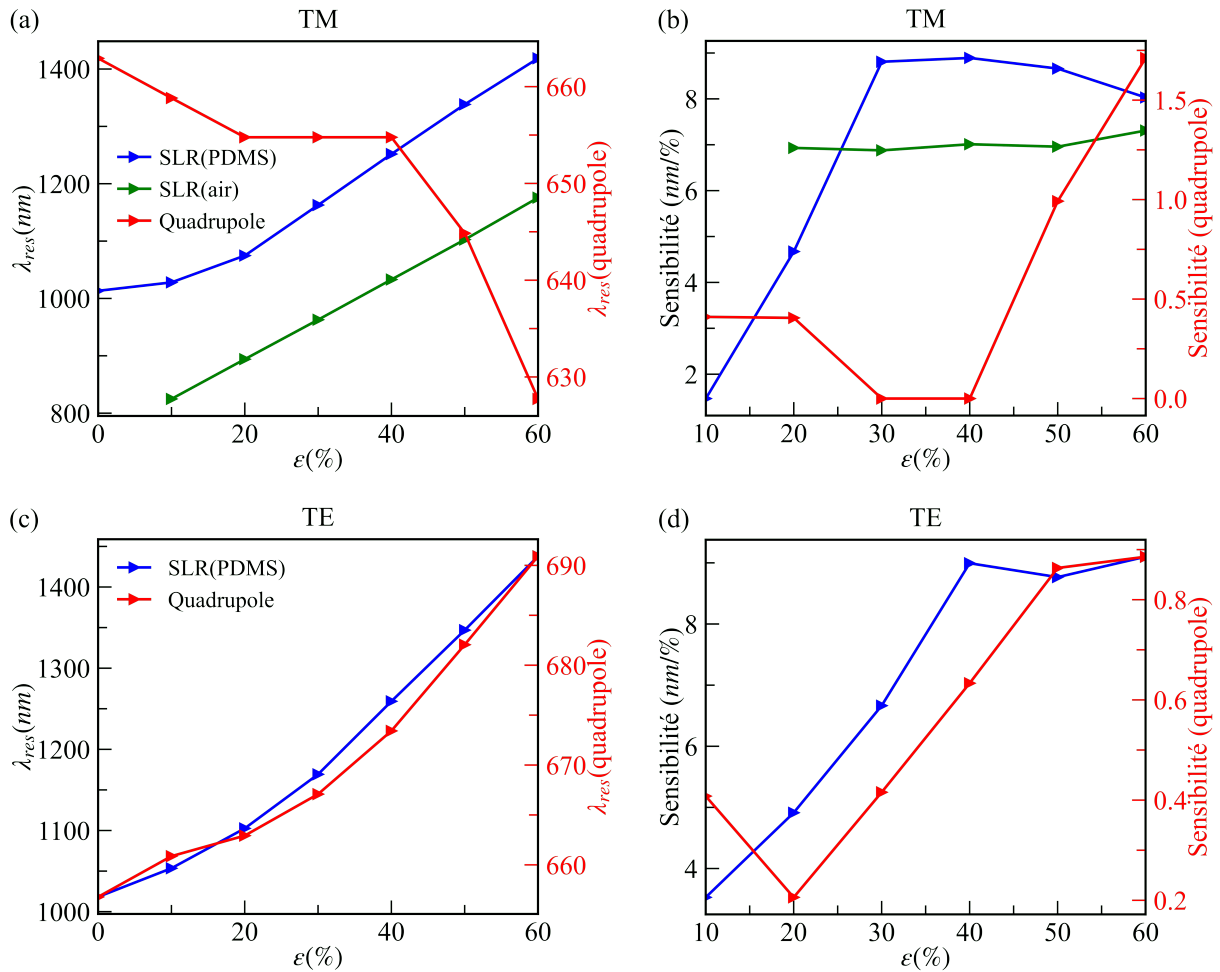 (a)
TM
1400
1200
1000
800
λres(nm)
660
650
640
630
λres(quadrupole)
SLR(PDMS)
SLR(air)
Quadrupole
0 20 40 60
ε(%)
(b)
TM
8
6
4
2
Sensibilité (nm/%)
1.5
1.0
0.5
0.0
Sensibilité (quadrupole)
10 20 30 40 50 60
ε(%)
(c)
TE
1400
1300
1200
1100
1000
λres(nm)
690
680
670
660
λres(quadrupole)
SLR(PDMS)
Quadrupole
0 20 40 60
ε(%)
(d)
TE
8
6
4
Sensibilité (nm/%)
0.8
0.6
0.4
0.2
Sensibilité (quadrupole)
10 20 30 40 50 60
ε(%)